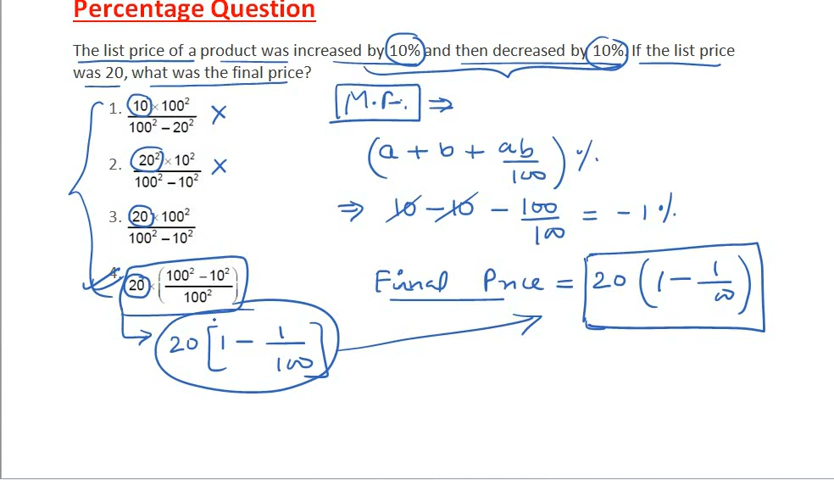 Percentage Question
The list price of a product was increased by 10% and then decreased by 10%. If the list price
was 20, what was the final price?
1. 10 × 100² / 100² – 20² ×
2. 20² × 10² / 100² – 10² ×
3. 20 × 100² / 100² – 10²
4. 20 × (100² – 10² / 100²)
20 [1 – 1/100]
M.F. ⇒
(a + b + ab/100) %
⇒ 10 – 10 – 100/100 = – 1 %
Final Price = 20 (1 – 1/100)